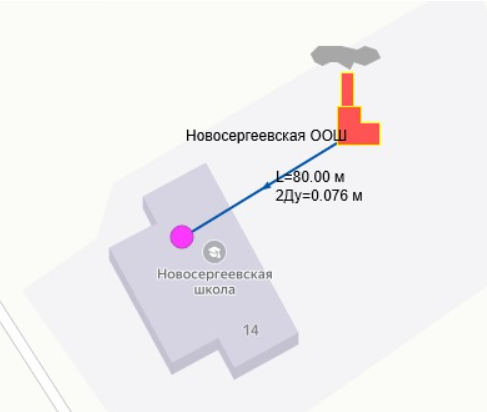 Новосергеевская ООШ
L=80.00 м
2Ду=0.076 м
Новосергеевская
школа
14